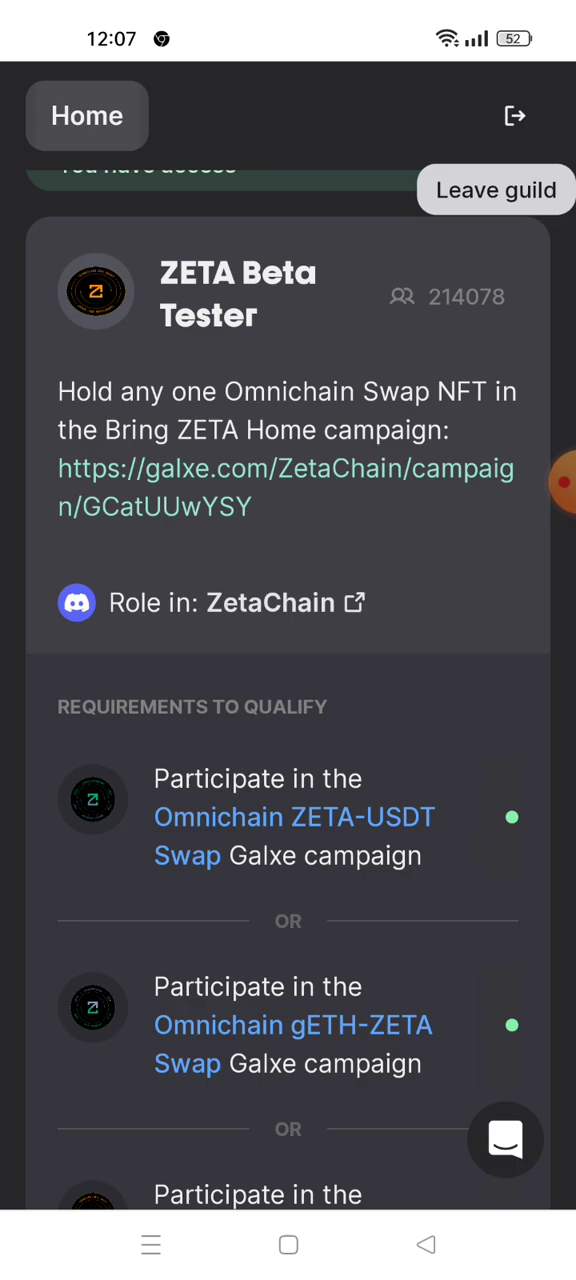 12:07
52
Home
You have access
Leave guild
ZETA Beta
Tester
214078
Hold any one Omnichain Swap NFT in
the Bring ZETA Home campaign:
https://galxe.com/ZetaChain/campaig
n/GCatUUwYSY
Role in: ZetaChain
REQUIREMENTS TO QUALIFY
Participate in the
Omnichain ZETA-USDT
Swap Galxe campaign
OR
Participate in the
Omnichain gETH-ZETA
Swap Galxe campaign
OR
Participate in the